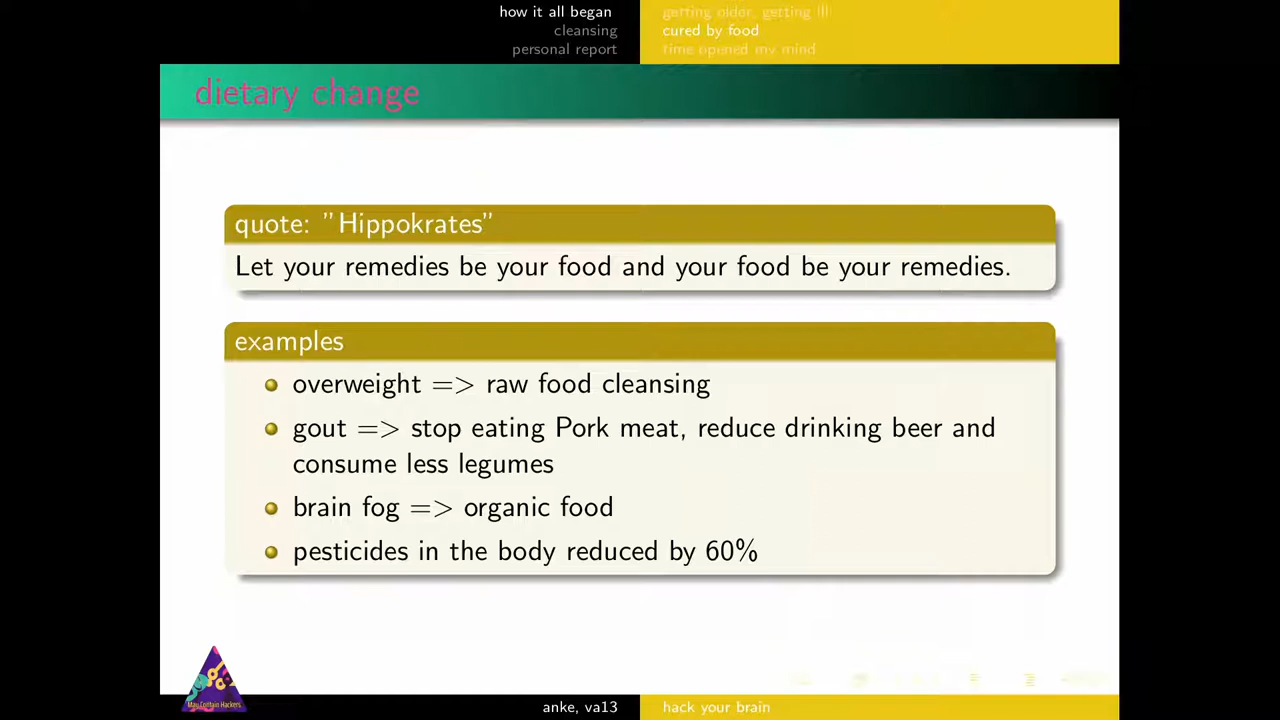 how it all began
cleansing
personal report
getting older, getting ill
cured by food
time opened my mind
dietary change
quote: "Hippokrates"
Let your remedies be your food and your food be your remedies.
examples
overweight => raw food cleansing
gout => stop eating Pork meat, reduce drinking beer and
consume less legumes
brain fog => organic food
pesticides in the body reduced by 60%
May Contain Hackers
anke, va13
hack your brain